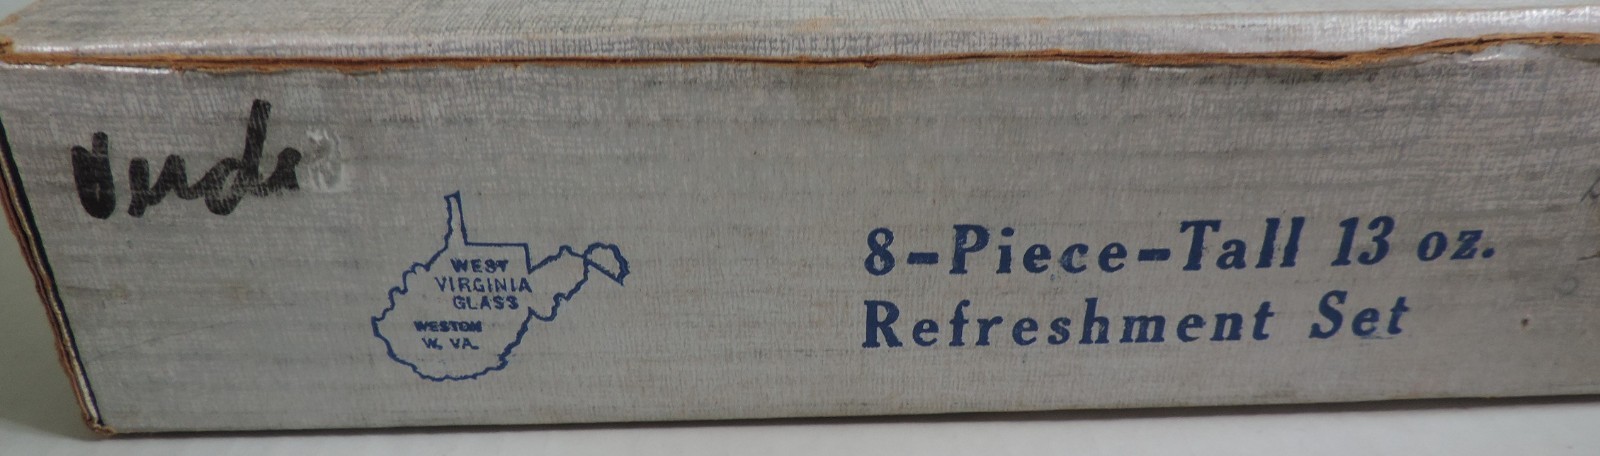 WEST
VIRGINIA
GLASS
WESTON
W. VA.
8-Piece-Tall 13 oz.
Refreshment Set